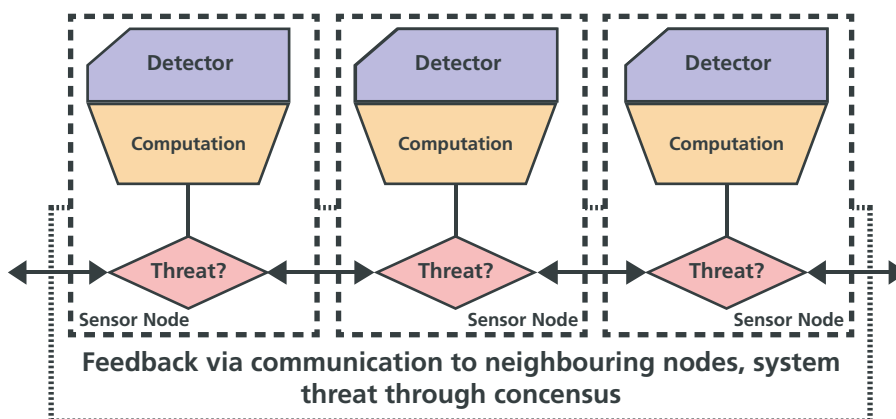 Detector
Detector
Detector
Computation
Computation
Computation
Threat?
Threat?
Threat?
Sensor Node
Sensor Node
Sensor Node
Feedback via communication to neighbouring nodes, system
threat through concensus